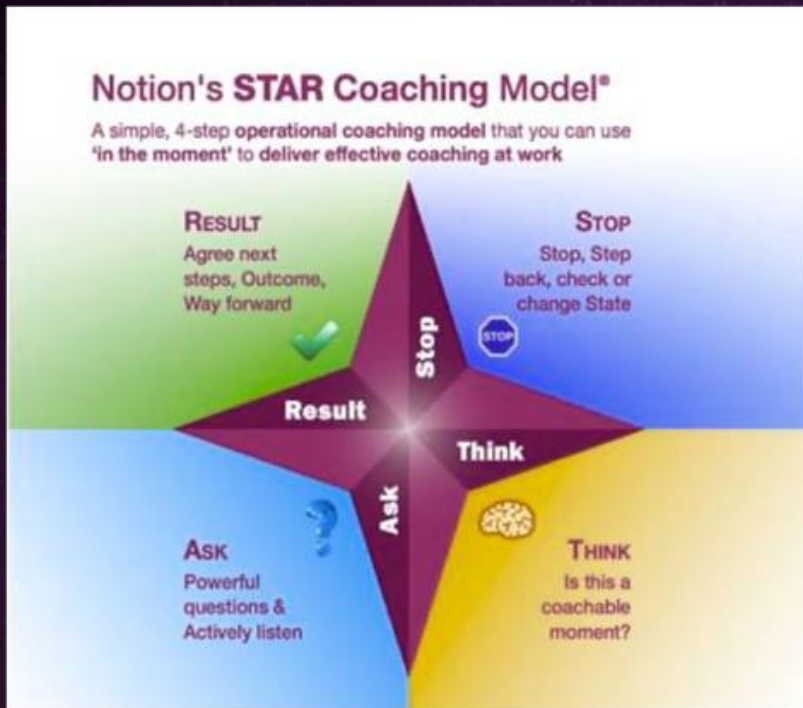 Notion's STAR Coaching Model®
A simple, 4-step operational coaching model that you can use
'in the moment' to deliver effective coaching at work
RESULT
Agree next
steps, Outcome,
Way forward
STOP
Stop, Step
back, check or
change State
STOP
Stop
Result
Think
Ask
ASK
Powerful
questions &
Actively listen
THINK
Is this a
coachable
moment?